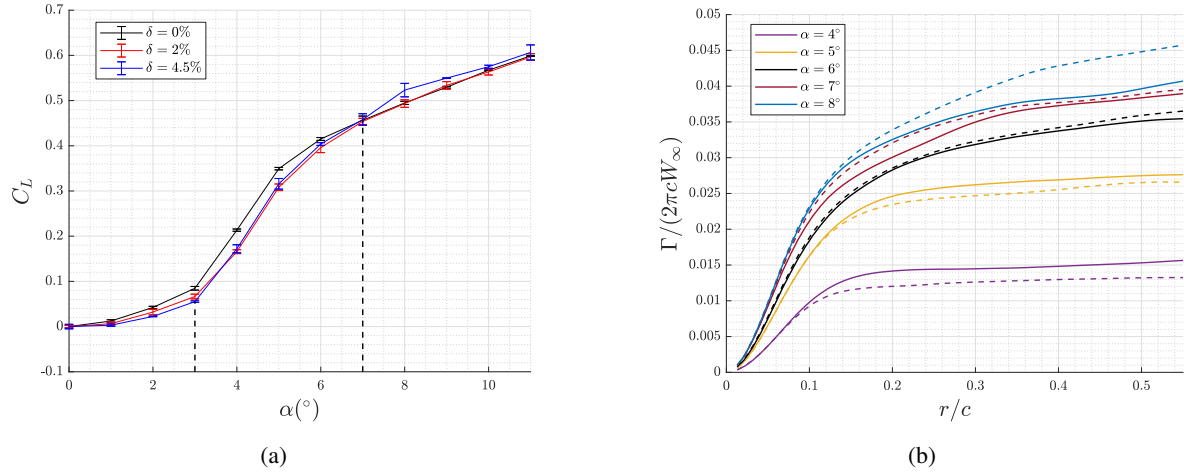 0.7
0.6
0.5
0.4
0.3
0.2
0.1
0
-0.1
C_L
δ = 0%
δ = 2%
δ = 4.5%
0 2 4 6 8 10
α(°)
(a)
0.05
0.045
0.04
0.035
0.03
0.025
0.02
0.015
0.01
0.005
0
Γ/(2πcW∞)
α = 4°
α = 5°
α = 6°
α = 7°
α = 8°
0 0.1 0.2 0.3 0.4 0.5
r/c
(b)